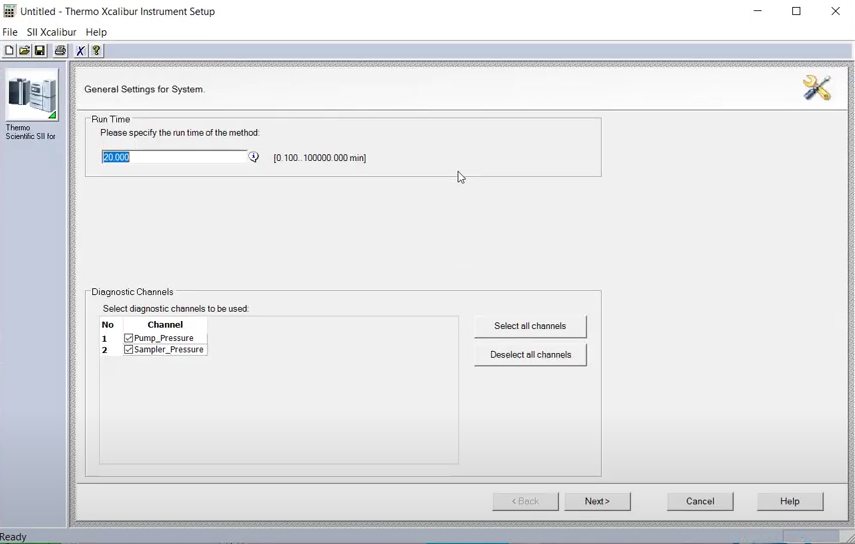 Untitled - Thermo Xcalibur Instrument Setup
File SII Xcalibur Help
Thermo
Scientific SII for
General Settings for System.
Run Time
Please specify the run time of the method:
20.000 [0.100..100000.000 min]
Diagnostic Channels
Select diagnostic channels to be used:
No Channel
1 Pump_Pressure
2 Sampler_Pressure
Select all channels
Deselect all channels
< Back Next > Cancel Help
Ready